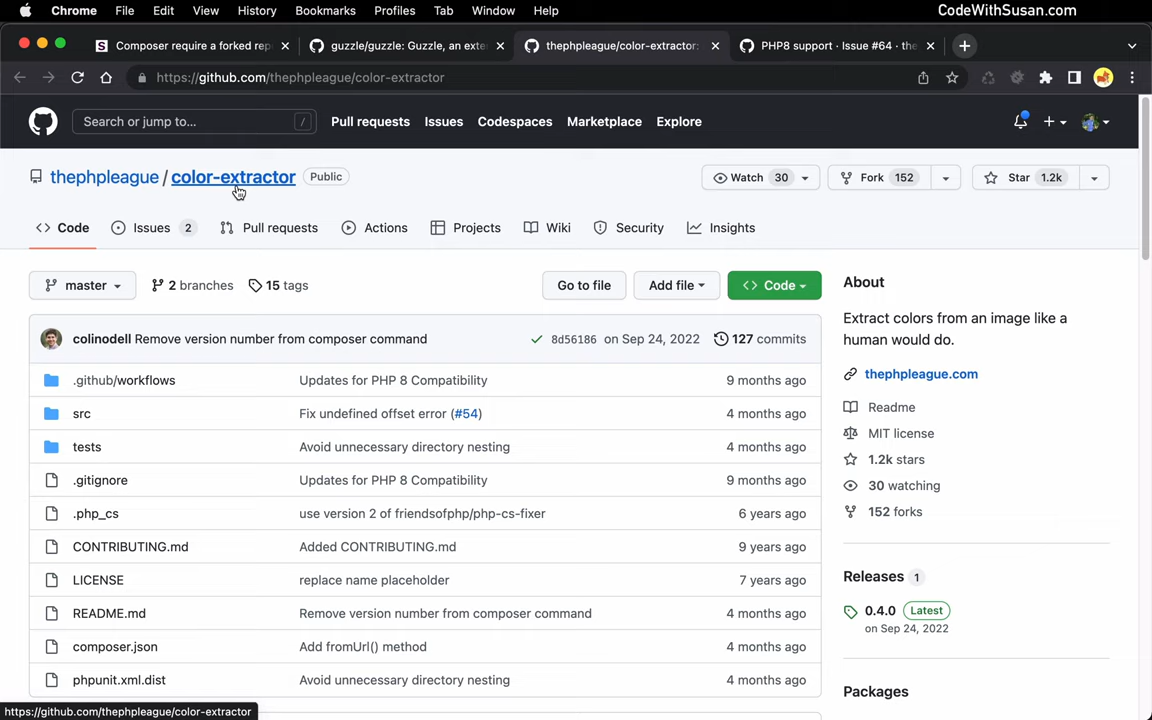 Chrome File Edit View History Bookmarks Profiles Tab Window Help CodeWithSusan.com
S Composer require a forked rep guzzle/guzzle: Guzzle, an exte thephpleague/color-extractor: PHP8 support · Issue #64 · the
https://github.com/thephpleague/color-extractor
Search or jump to... / Pull requests Issues Codespaces Marketplace Explore
thephpleague / color-extractor Public Watch 30 Fork 152 Star 1.2k
Code Issues 2 Pull requests Actions Projects Wiki Security Insights
master 2 branches 15 tags Go to file Add file Code
colinodell Remove version number from composer command 8d56186 on Sep 24, 2022 127 commits
.github/workflows Updates for PHP 8 Compatibility 9 months ago
src Fix undefined offset error (#54) 4 months ago
tests Avoid unnecessary directory nesting 4 months ago
.gitignore Updates for PHP 8 Compatibility 9 months ago
.php_cs use version 2 of friendsofphp/php-cs-fixer 6 years ago
CONTRIBUTING.md Added CONTRIBUTING.md 9 years ago
LICENSE replace name placeholder 7 years ago
README.md Remove version number from composer command 4 months ago
composer.json Add fromUrl() method 4 months ago
phpunit.xml.dist Avoid unnecessary directory nesting 4 months ago
About
Extract colors from an image like a
human would do.
thephpleague.com
Readme
MIT license
1.2k stars
30 watching
152 forks
Releases 1
0.4.0 Latest
on Sep 24, 2022
Packages
https://github.com/thephpleague/color-extractor